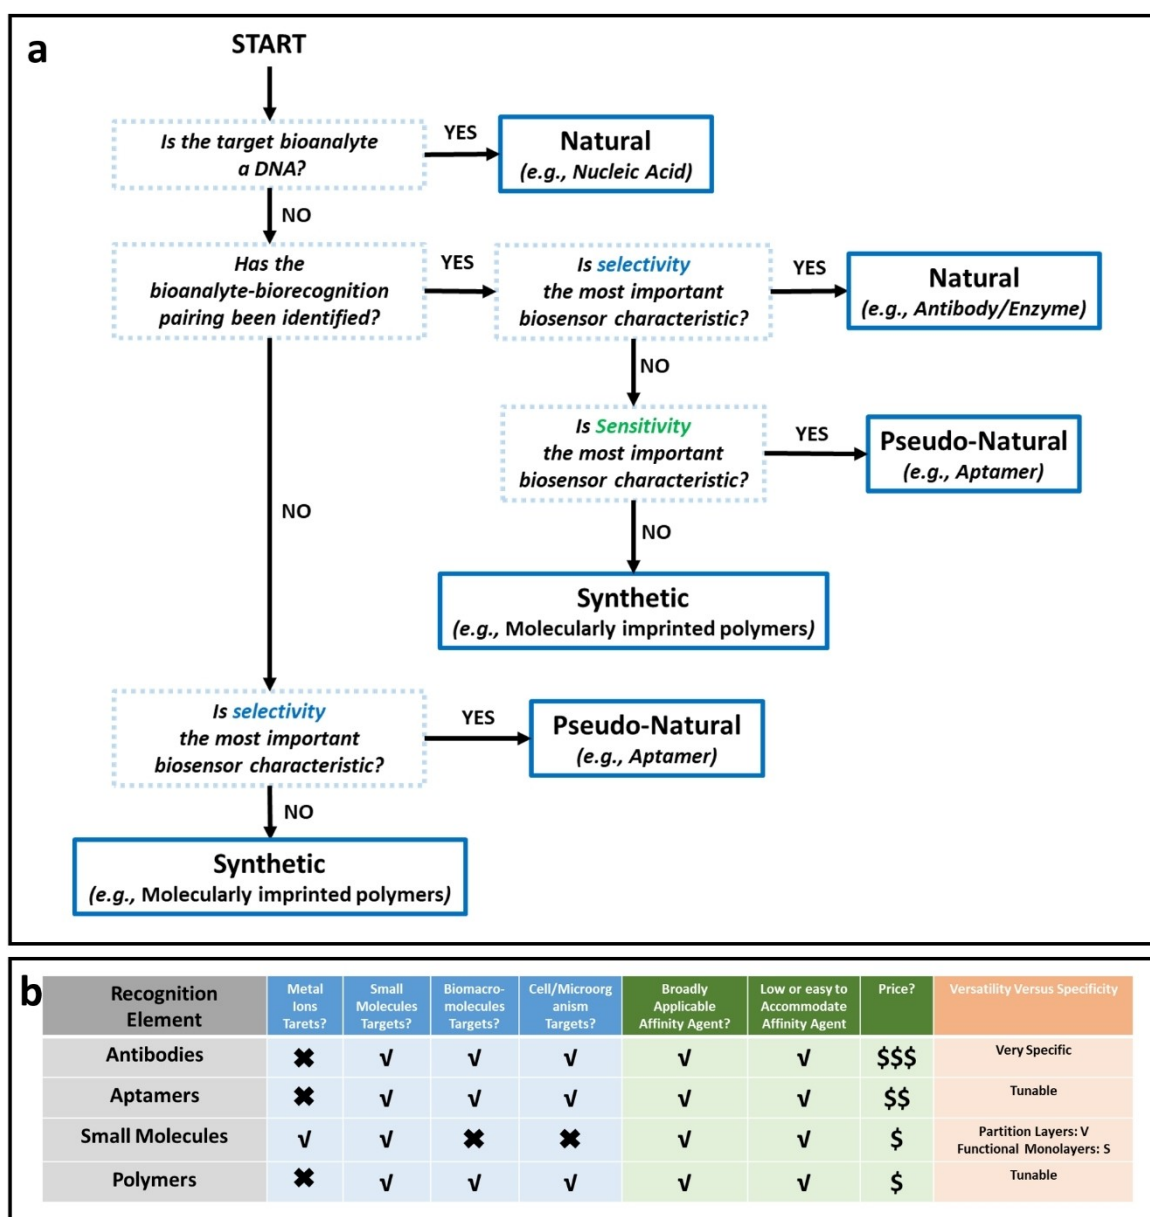 a
START
Is the target bioanalyte
a DNA?
YES
Natural
(e.g., Nucleic Acid)
NO
Has the
bioanalyte-biorecognition
pairing been identified?
YES
Is selectivity
the most important
biosensor characteristic?
YES
Natural
(e.g., Antibody/Enzyme)
NO
Is Sensitivity
the most important
biosensor characteristic?
YES
Pseudo-Natural
(e.g., Aptamer)
NO
NO
Synthetic
(e.g., Molecularly imprinted polymers)
Is selectivity
the most important
biosensor characteristic?
YES
Pseudo-Natural
(e.g., Aptamer)
NO
Synthetic
(e.g., Molecularly imprinted polymers)
b
Recognition
Element
Metal
Ions
Tarets?
Small
Molecules
Targets?
Biomacro-
molecules
Targets?
Cell/Microorg
anism
Targets?
Broadly
Applicable
Affinity Agent?
Low or easy to
Accommodate
Affinity Agent
Price?
Versatility Versus Specificity
Antibodies ✖ √ √ √ √ √ $$$ Very Specific
Aptamers ✖ √ √ √ √ √ $$ Tunable
Small Molecules √ √ ✖ ✖ √ √ $ Partition Layers: V
Functional Monolayers: S
Polymers ✖ √ √ √ √ √ $ Tunable